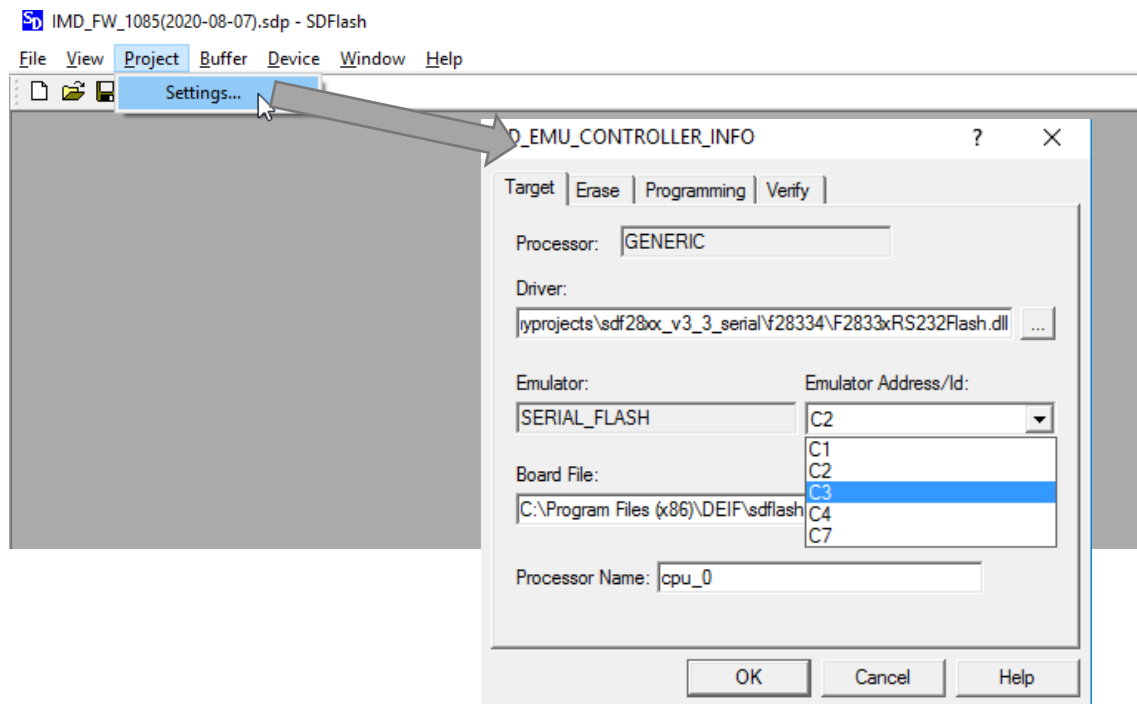 SD IMD_FW_1085(2020-08-07).sdp - SDFlash
File View Project Buffer Device Window Help
Settings...
D_EMU_CONTROLLER_INFO ?
Target Erase Programming Verify
Processor: GENERIC
Driver:
yprojects\sdf28xx_v3_3_serial\f28334\F2833xRS232Flash.dll ...
Emulator: Emulator Address/Id:
SERIAL_FLASH C2
C1
C2
Board File: C3
C:\Program Files (x86)\DEIF\sdflash C4
C7
Processor Name: cpu_0
OK Cancel Help